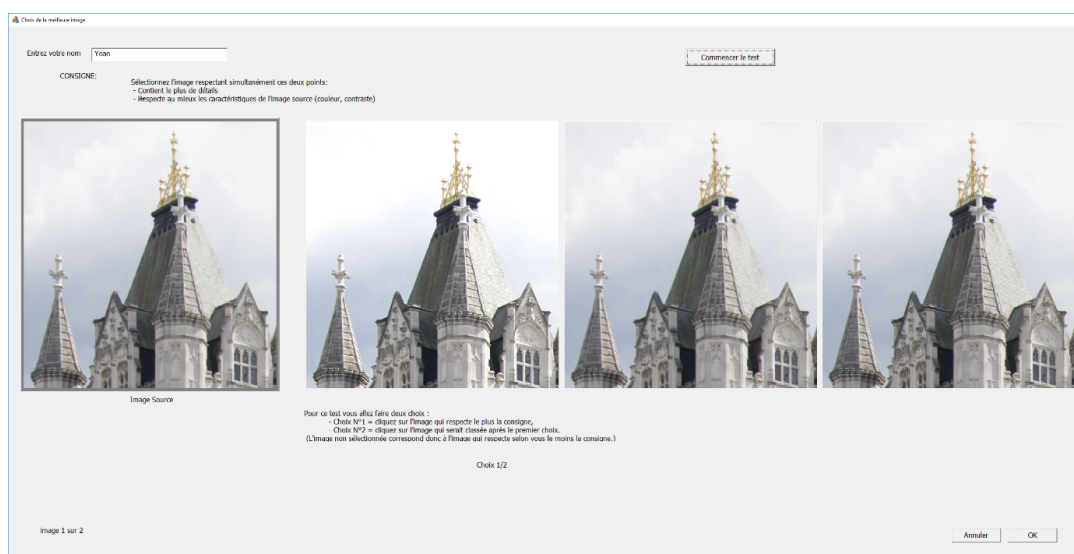 Choix de la meilleure image
Entrez votre nom
Yoan
Commencer le test
CONSIGNE:
Sélectionnez l'image respectant simultanément ces deux points:
- Contient le plus de détails
- Respecte au mieux les caractéristiques de l'image source (couleur, contraste)
Image Source
Pour ce test vous allez faire deux choix :
- Choix N°1 = cliquez sur l'image qui respecte le plus la consigne,
- Choix N°2 = cliquez sur l'image qui serait classée après le premier choix.
(L'image non sélectionnée correspond donc à l'image qui respecte selon vous le moins la consigne.)
Choix 1/2
image 1 sur 2
Annuler
OK